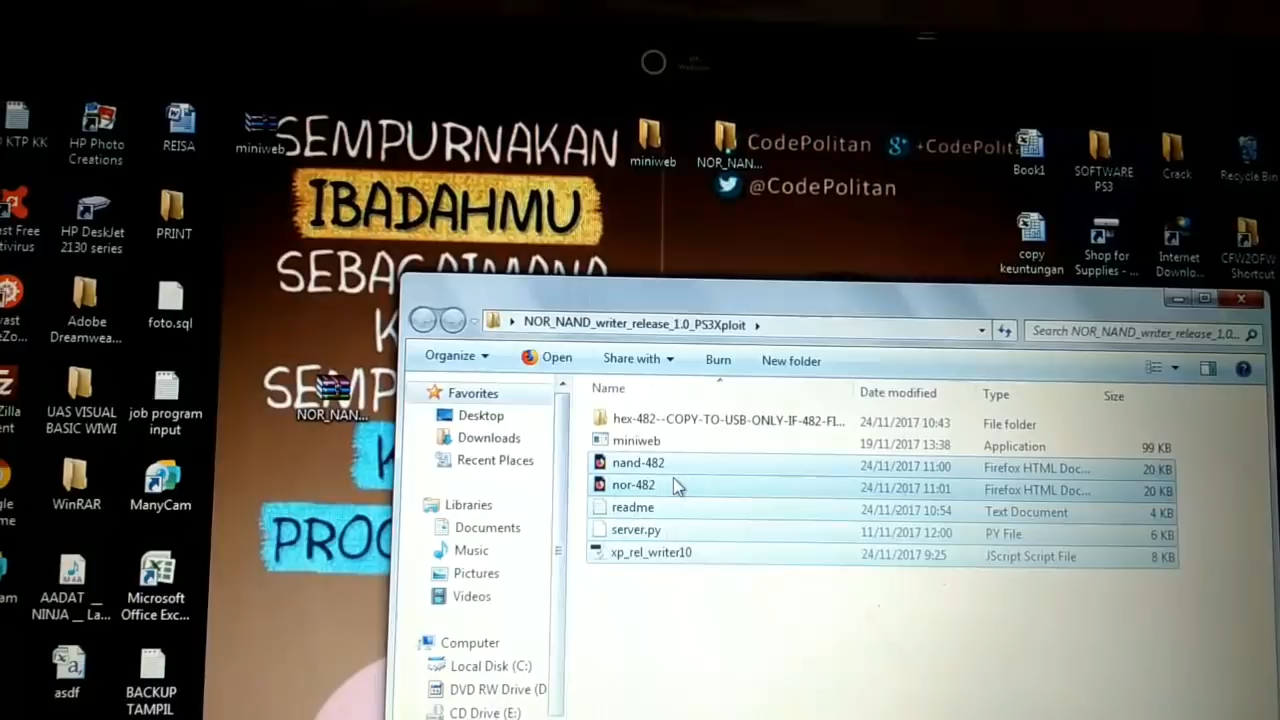 KTP KK
HP Photo
Creations
REISA
miniweb
SEMPURNAKAN
IBADAHMU
miniweb
NOR_NAN...
CodePolitan
@CodePolitan
Book1
SOFTWARE
PS3
Crack
Recycle Bin
HP DeskJet
2130 series
PRINT
copy
keuntungan
Shop for
Supplies - ...
Internet
Downlo...
CFW2OFW
Shortcut
Adobe
Dreamwea...
foto.sql
NOR_NAN...
UAS VISUAL
BASIC WIWI
job program
input
WinRAR
ManyCam
AADAT __
NINJA __ La...
Microsoft
Office Exc...
asdf
BACKUP
TAMPIL
NOR_NAND_writer_release_1.0_PS3Xploit
Search NOR_NAND_writer_release_1.0...
Organize Open Share with Burn New folder
Favorites
Desktop
Downloads
Recent Places
Libraries
Documents
Music
Pictures
Videos
Computer
Local Disk (C:)
DVD RW Drive (D
CD Drive (E:)
Name Date modified Type Size
hex-482--COPY-TO-USB-ONLY-IF-482-FI... 24/11/2017 10:43 File folder
miniweb 19/11/2017 13:38 Application 99 KB
nand-482 24/11/2017 11:00 Firefox HTML Doc... 20 KB
nor-482 24/11/2017 11:01 Firefox HTML Doc... 20 KB
readme 24/11/2017 10:54 Text Document 4 KB
server.py 11/11/2017 12:00 PY File 6 KB
xp_rel_writer10 24/11/2017 9:25 JScript Script File 8 KB